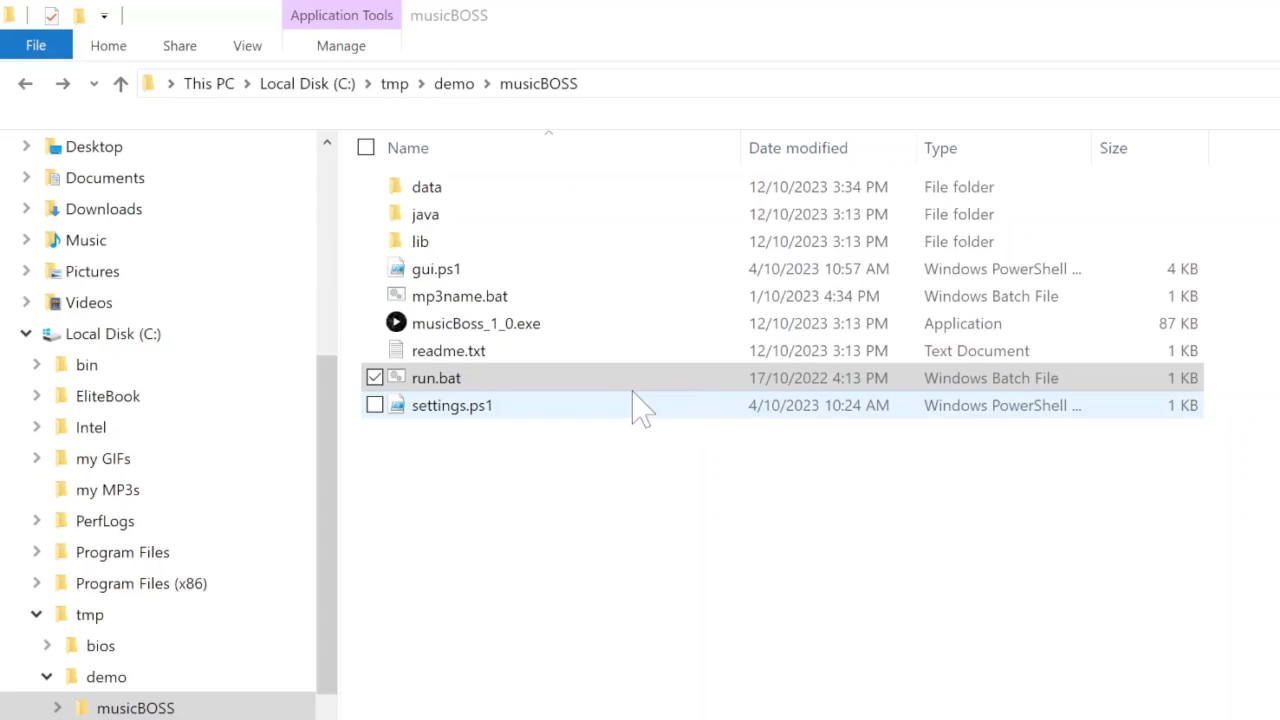 Application Tools musicBOSS
File Home Share View Manage
This PC Local Disk (C:) tmp demo musicBOSS
Name Date modified Type Size
Desktop
Documents
Downloads
Music
Pictures
Videos
Local Disk (C:)
bin
EliteBook
Intel
my GIFs
my MP3s
PerfLogs
Program Files
Program Files (x86)
tmp
bios
demo
musicBOSS
data 12/10/2023 3:34 PM File folder
java 12/10/2023 3:13 PM File folder
lib 12/10/2023 3:13 PM File folder
gui.ps1 4/10/2023 10:57 AM Windows PowerShell ... 4 KB
mp3name.bat 1/10/2023 4:34 PM Windows Batch File 1 KB
musicBoss_1_0.exe 12/10/2023 3:13 PM Application 87 KB
readme.txt 12/10/2023 3:13 PM Text Document 1 KB
run.bat 17/10/2022 4:13 PM Windows Batch File 1 KB
settings.ps1 4/10/2023 10:24 AM Windows PowerShell ... 1 KB